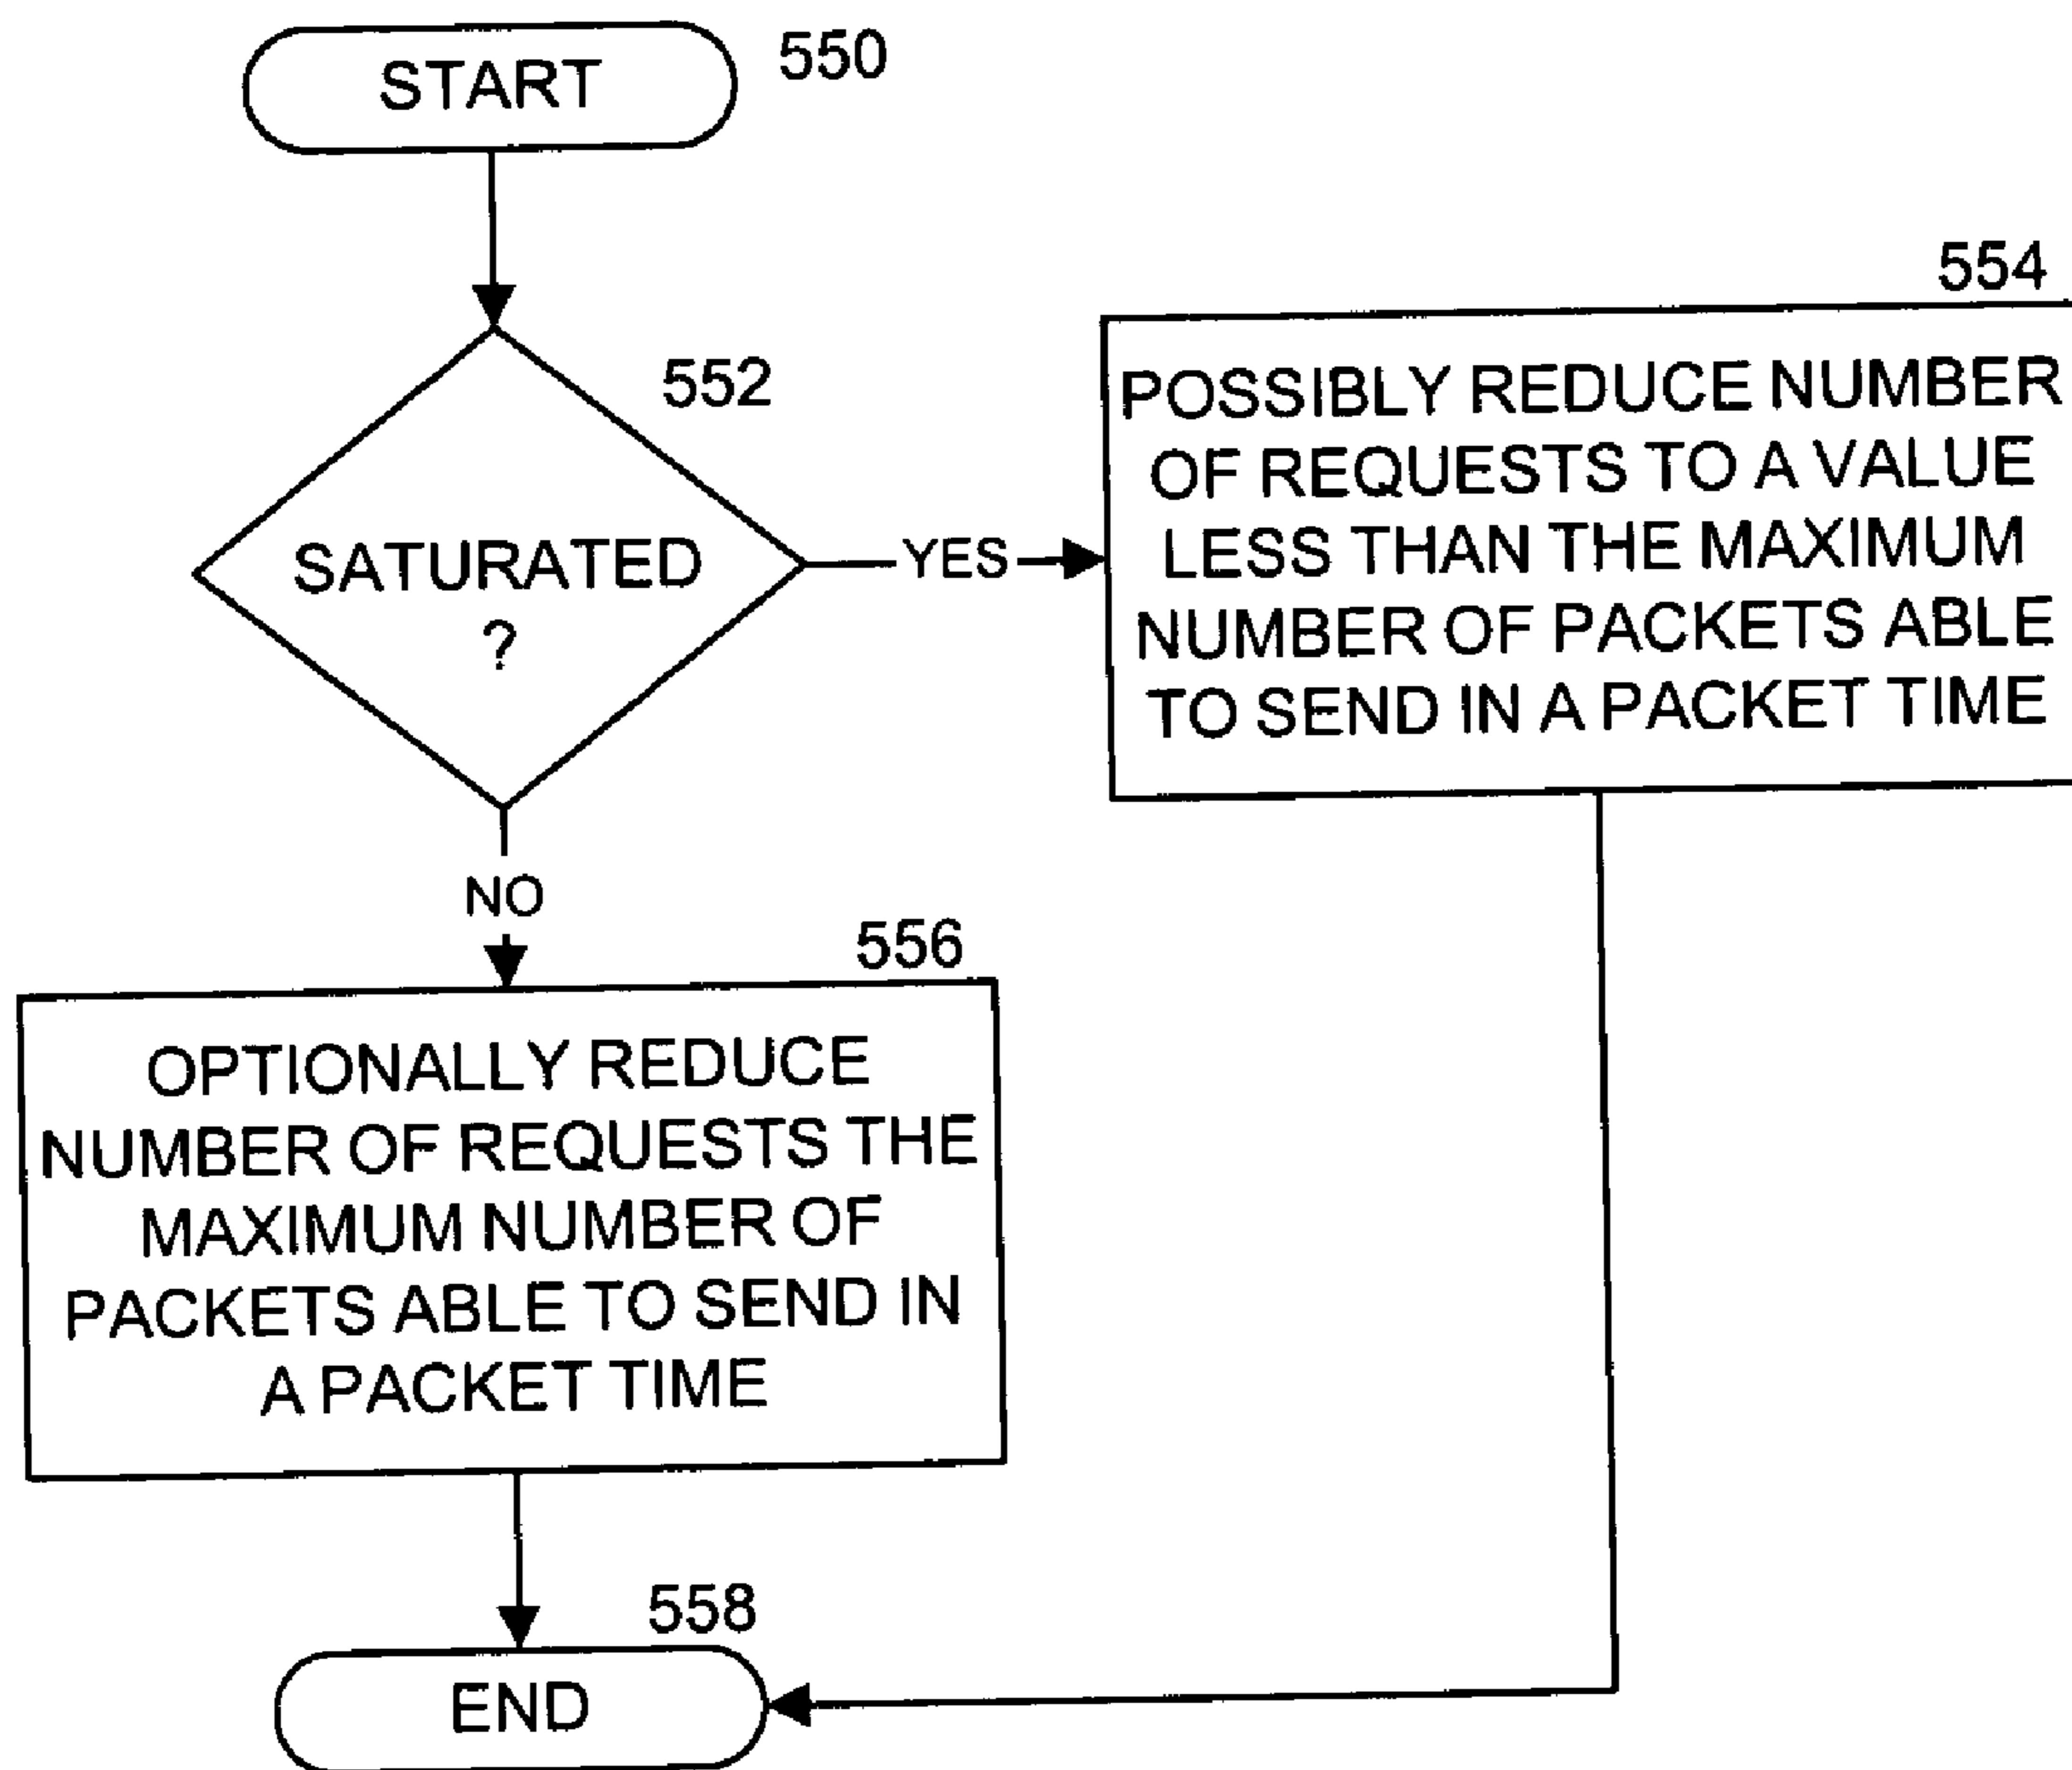 START
550
552
SATURATED
?
YES
554
POSSIBLY REDUCE NUMBER
OF REQUESTS TO A VALUE
LESS THAN THE MAXIMUM
NUMBER OF PACKETS ABLE
TO SEND IN A PACKET TIME
NO
556
OPTIONALLY REDUCE
NUMBER OF REQUESTS THE
MAXIMUM NUMBER OF
PACKETS ABLE TO SEND IN
A PACKET TIME
558
END